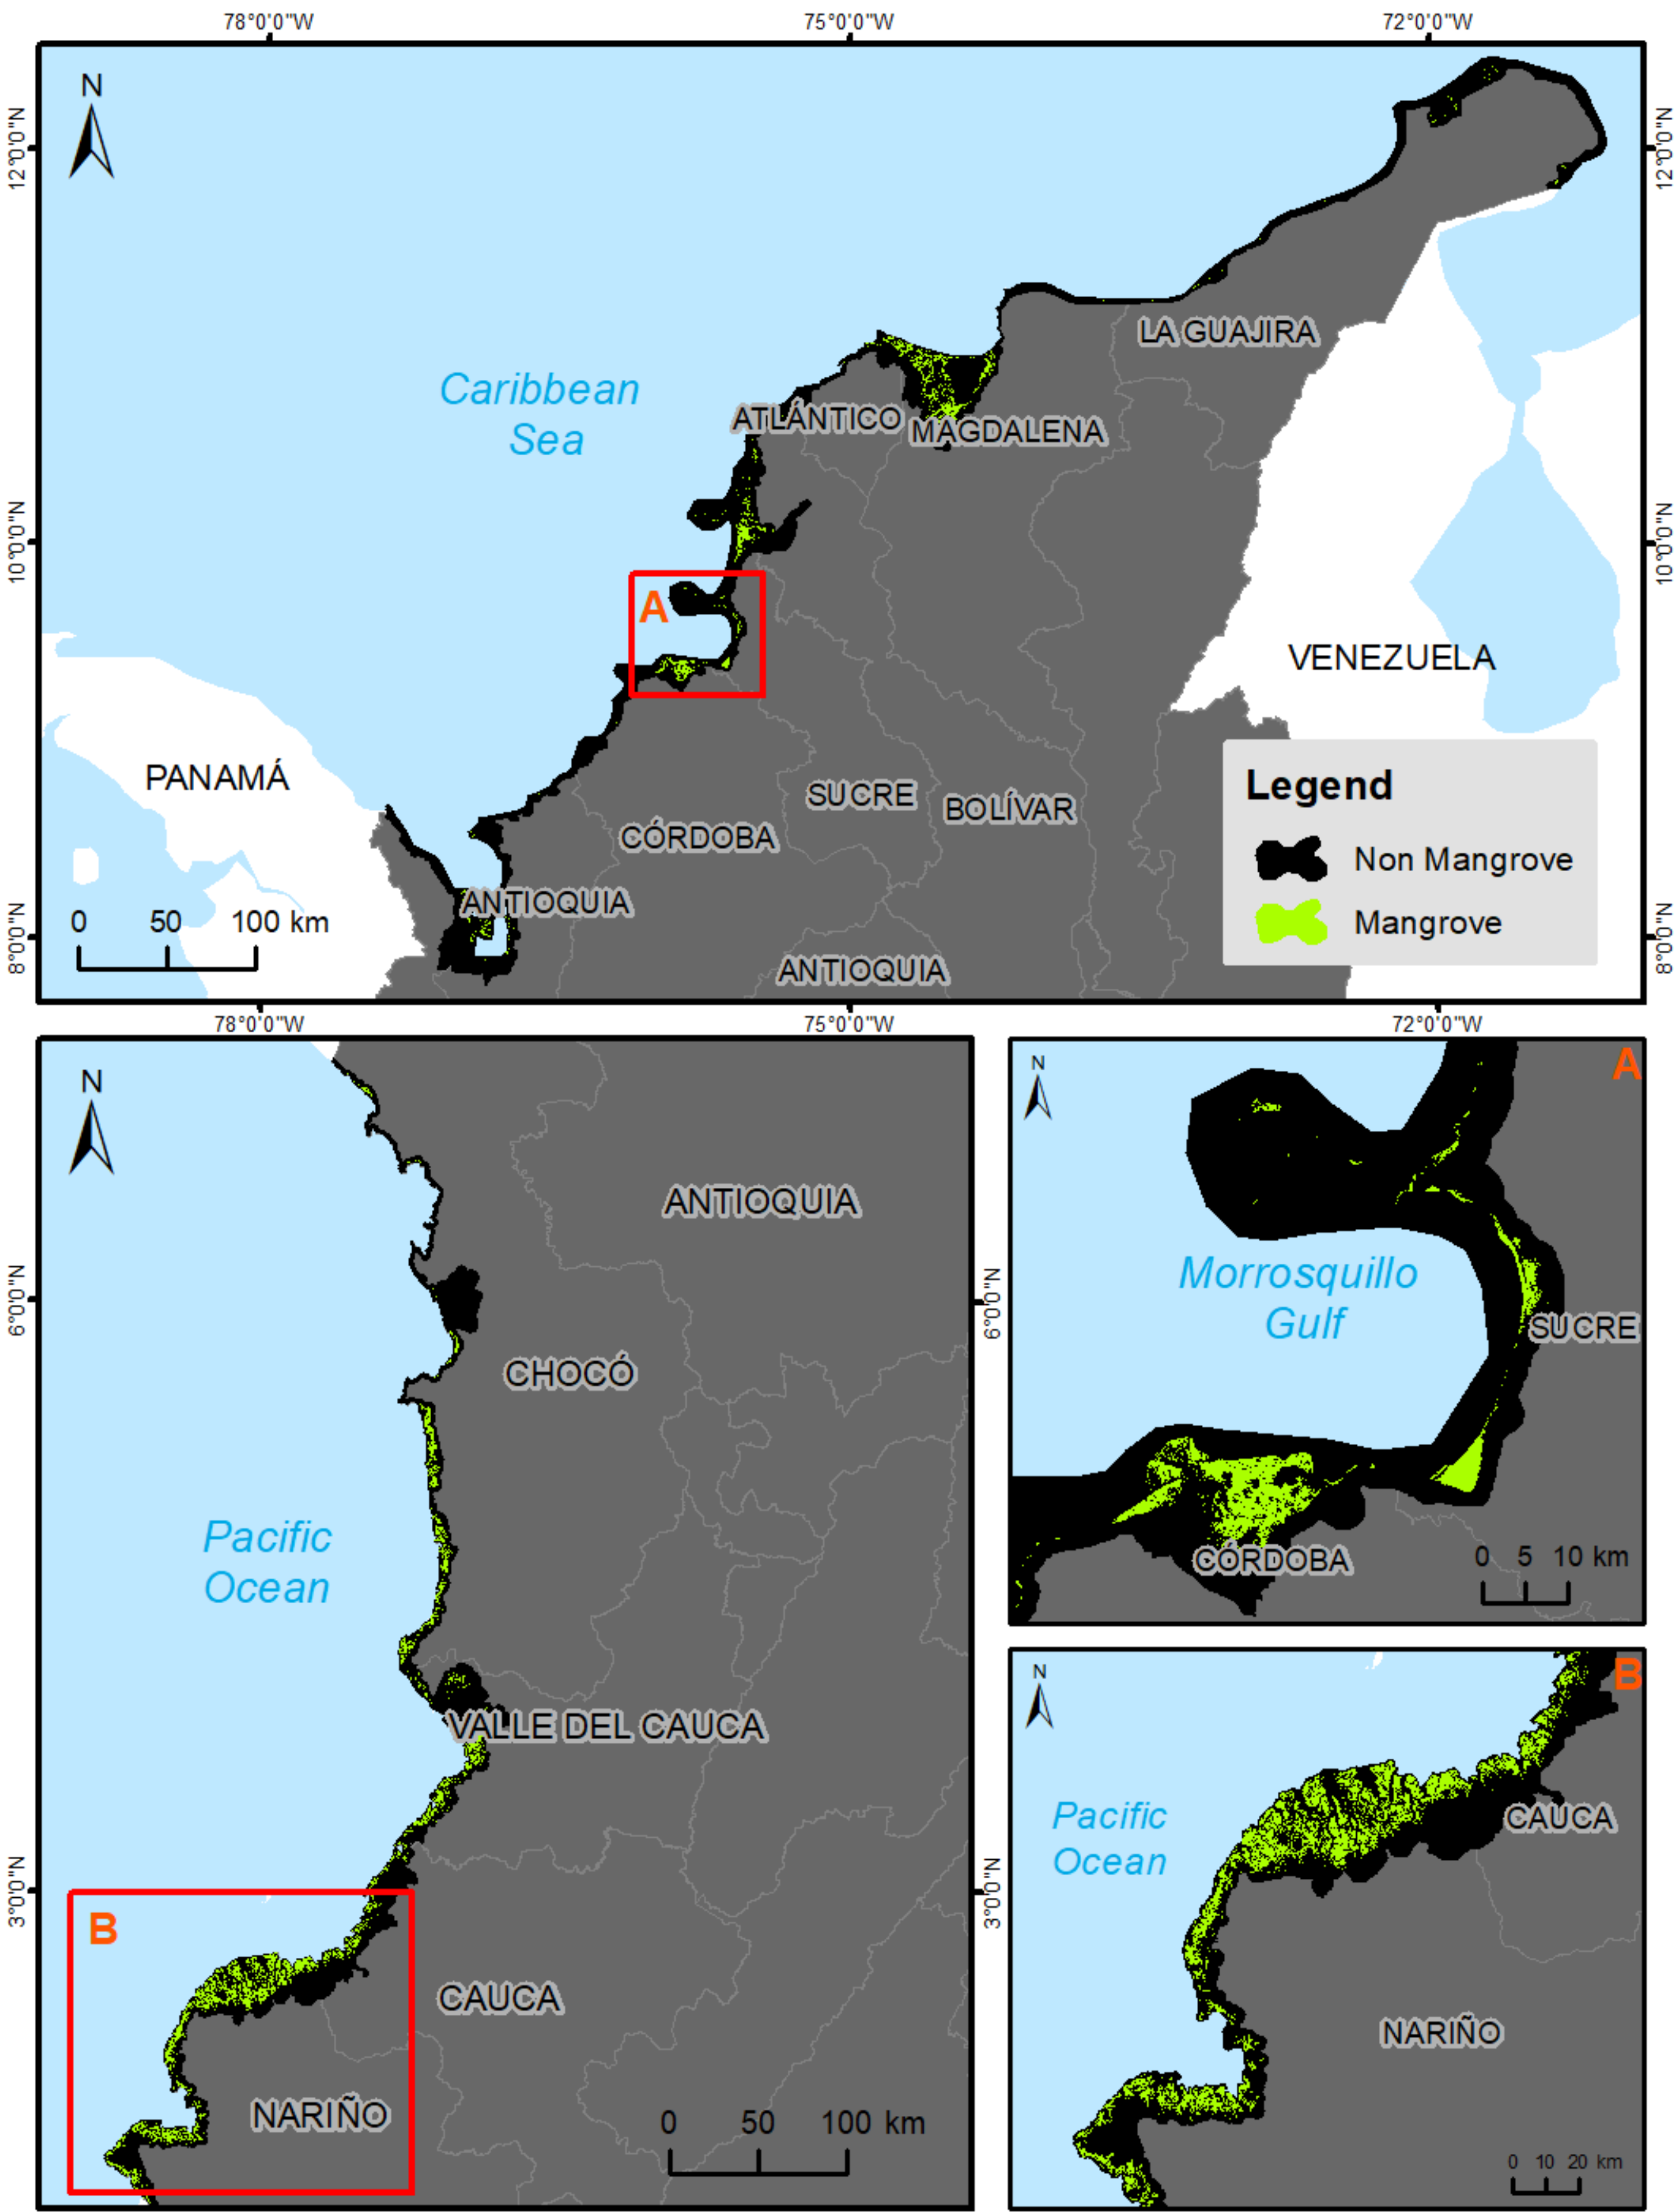 78°0'0"W
75°0'0"W
72°0'0"W
N
12°0'0"N
12°0'0"N
LA GUAJIRA
Caribbean
Sea
ATLÁNTICO
MAGDALENA
10°0'0"N
10°0'0"N
A
VENEZUELA
PANAMÁ
SUCRE
BOLÍVAR
CÓRDOBA
ANTIOQUIA
ANTIOQUIA
Legend
Non Mangrove
Mangrove
0 50 100 km
8°0'0"N
8°0'0"N
78°0'0"W
75°0'0"W
72°0'0"W
N
ANTIOQUIA
6°0'0"N
6°0'0"N
CHOCÓ
Pacific
Ocean
VALLE DEL CAUCA
3°0'0"N
3°0'0"N
B
CAUCA
NARIÑO
0 50 100 km
N
A
Morrosquillo
Gulf
SUCRE
CÓRDOBA
0 5 10 km
N
B
Pacific
Ocean
CAUCA
NARIÑO
0 10 20 km